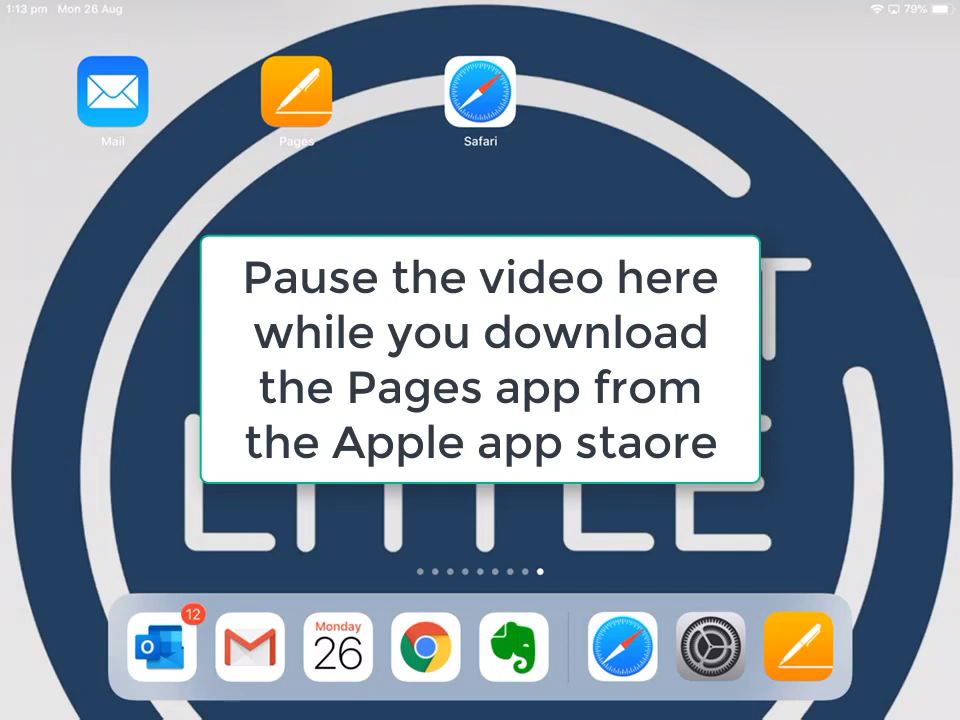 1:13 pm Mon 26 Aug 79%
Mail Pages Safari
Pause the video here
while you download
the Pages app from
the Apple app staore
LITTLE
12
Monday
26